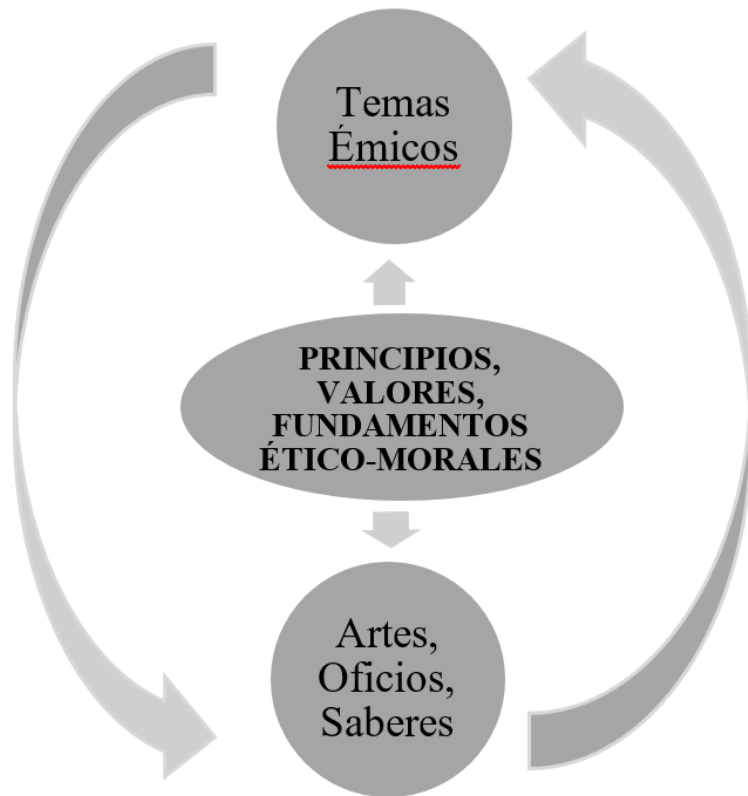 Temas
Émicos
PRINCIPIOS,
VALORES,
FUNDAMENTOS
ÉTICO-MORALES
Artes,
Oficios,
Saberes